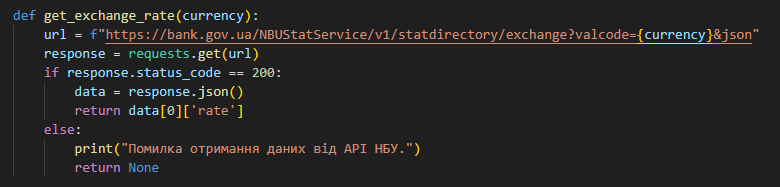 def get_exchange_rate(currency):
    url = f"https://bank.gov.ua/NBUStatService/v1/statdirectory/exchange?valcode={currency}&json"
    response = requests.get(url)
    if response.status_code == 200:
        data = response.json()
        return data[0]['rate']
    else:
        print("Помилка отримання даних від API НБУ.")
        return None